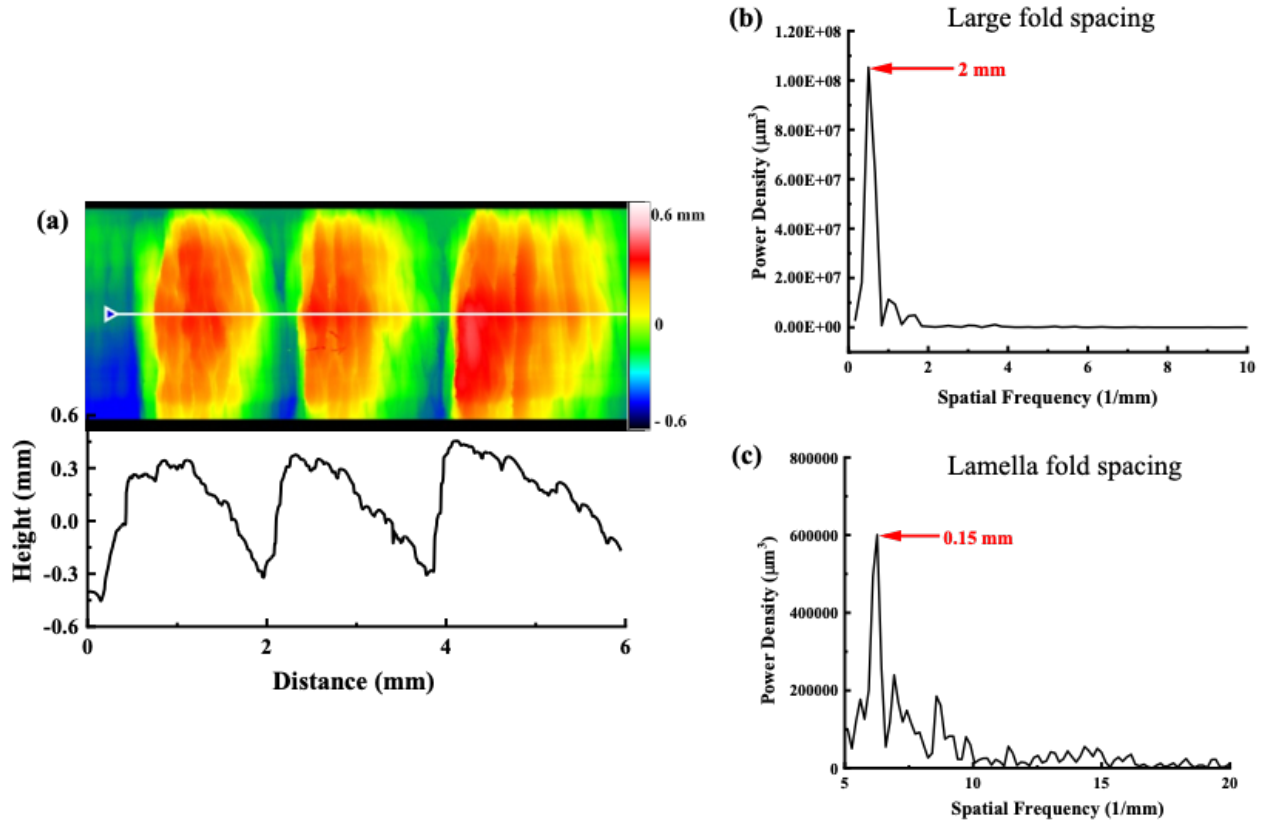 (a)
0.6 mm
0
- 0.6
0.6
0.3
0.0
-0.3
-0.6
Height (mm)
0
2
4
6
Distance (mm)
(b)
Large fold spacing
1.20E+08
1.00E+08
8.00E+07
6.00E+07
4.00E+07
2.00E+07
0.00E+00
Power Density (μm³)
2 mm
0
2
4
6
8
10
Spatial Frequency (1/mm)
(c)
Lamella fold spacing
800000
600000
400000
200000
0
Power Density (μm³)
0.15 mm
5
10
15
20
Spatial Frequency (1/mm)